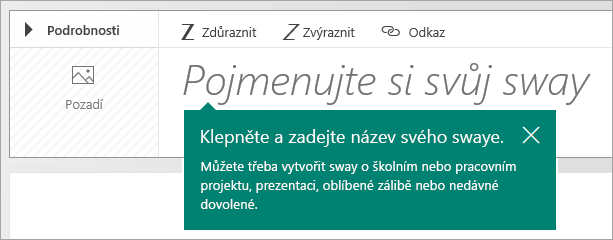 Podrobnosti
Zdůraznit
Zvýraznit
Odkaz
Pozadí
Pojmenujte si svůj sway
Klepněte a zadejte název svého swaye.
Můžete třeba vytvořit sway o školním nebo pracovním
projektu, prezentaci, oblíbené zálibě nebo nedávné
dovolené.